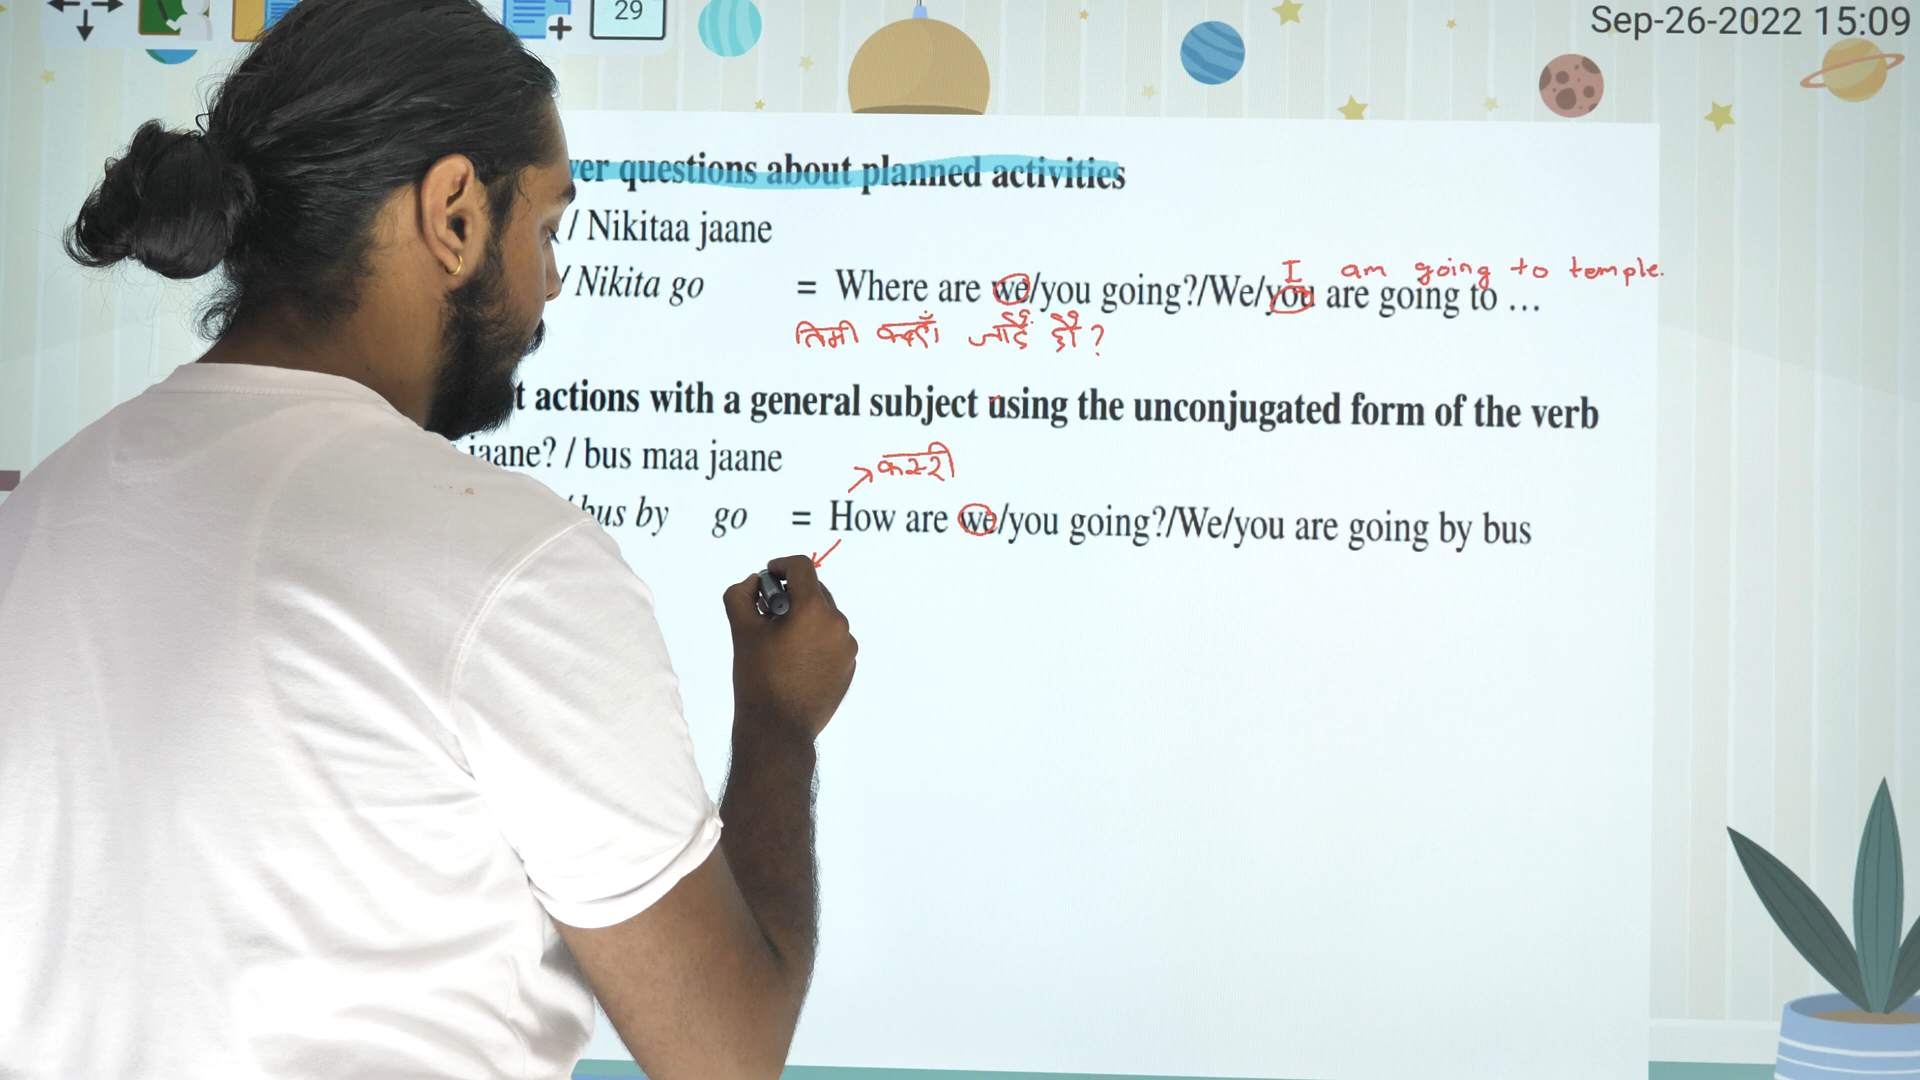 29
Sep-26-2022 15:09
ver questions about planned activities
/ Nikitaa jaane
I am going to temple.
/ Nikita go = Where are we/you going?/We/you are going to …
तिमी कहाँ जाँदै छौ?
t actions with a general subject using the unconjugated form of the verb
jaane? / bus maa jaane
कसरी
/ bus by go = How are we/you going?/We/you are going by bus